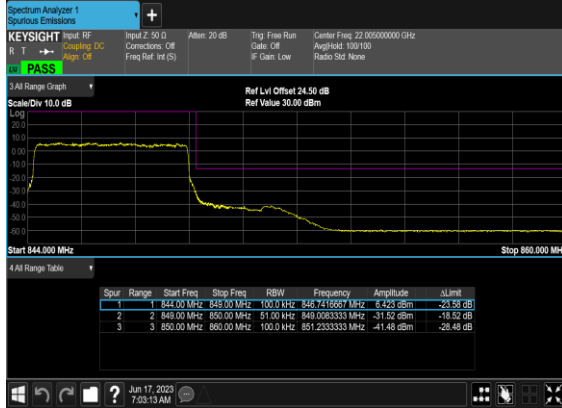 Spectrum Analyzer 1
Spurious Emissions
+
KEYSIGHT Input: RF Input Z: 50 Ω Atten: 20 dB Trig: Free Run Center Freq: 22.005000000 GHz
R T Coupling: DC Corrections: Off Gate: Off Avg|Hold: 100/100
Align: Off Freq Ref: Int (S) IF Gain: Low Radio Std: None
PASS
3 All Range Graph
Ref Lvl Offset 24.50 dB
Scale/Div 10.0 dB Ref Value 30.00 dBm
Log
20.0
10.0
0.00
-10.0
-20.0
-30.0
-40.0
-50.0
-60.0
Start 844.000 MHz Stop 860.000 MH
4 All Range Table
Spur Range Start Freq Stop Freq RBW Frequency Amplitude ΔLimit
1 1 844.00 MHz 849.00 MHz 100.0 kHz 846.7416667 MHz 6.423 dBm -23.58 dB
2 2 849.00 MHz 850.00 MHz 51.00 kHz 849.0083333 MHz -31.52 dBm -18.52 dB
3 3 850.00 MHz 860.00 MHz 100.0 kHz 851.2333333 MHz -41.48 dBm -28.48 dB
? Jun 17, 2023
7:03:13 AM